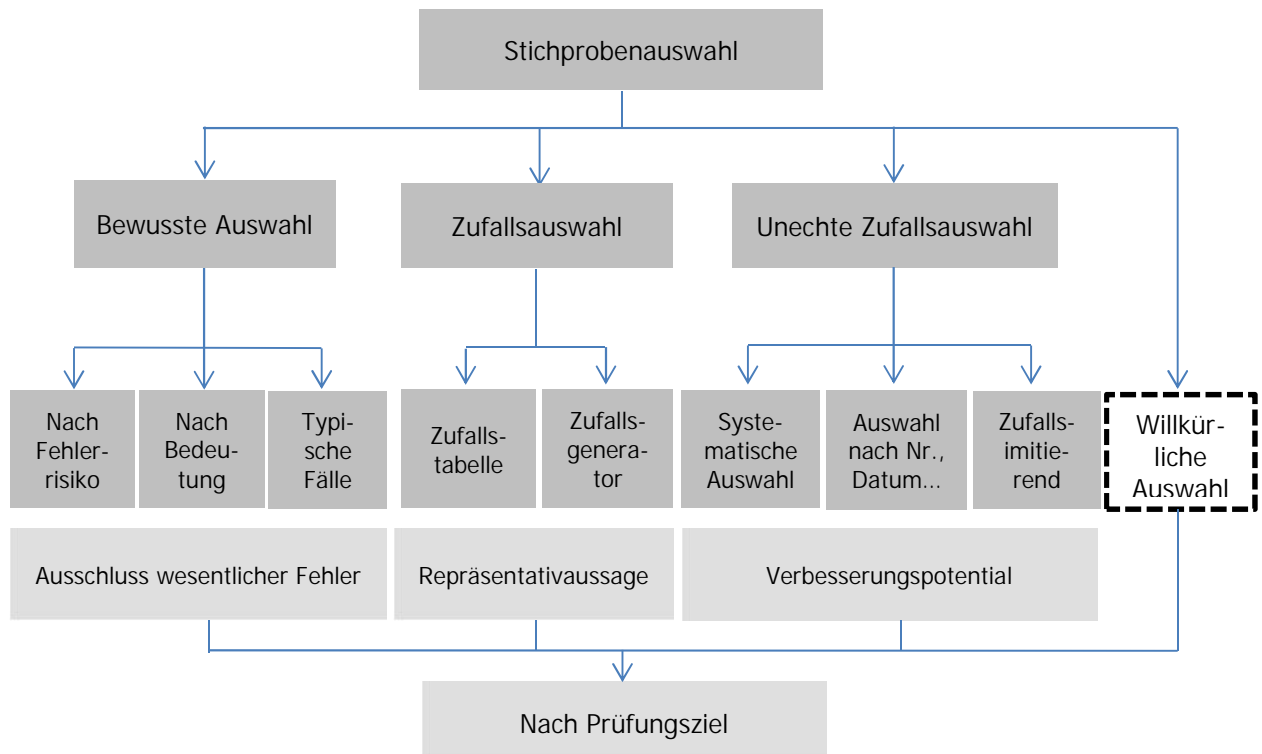 Stichprobenauswahl
Bewusste Auswahl
Zufallsauswahl
Unechte Zufallsauswahl
Nach
Fehler-
risiko
Nach
Bedeu-
tung
Typi-
sche
Fälle
Zufalls-
tabelle
Zufalls-
genera-
tor
Syste-
matische
Auswahl
Auswahl
nach Nr.,
Datum...
Zufalls-
imitie-
rend
Willkür-
liche
Auswahl
Ausschluss wesentlicher Fehler
Repräsentativaussage
Verbesserungspotential
Nach Prüfungsziel